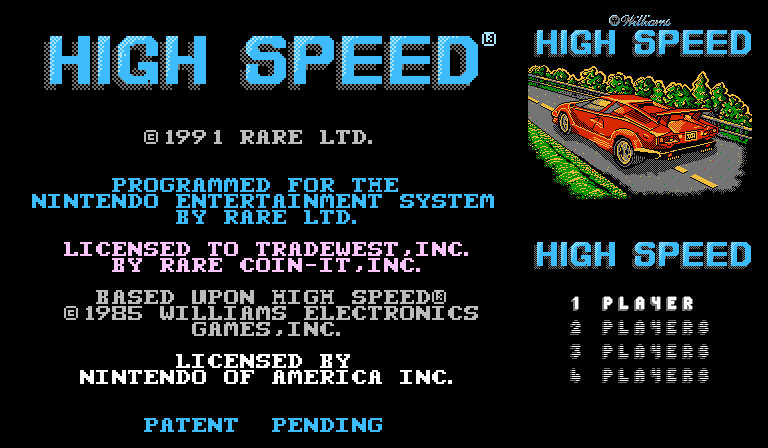 HIGH SPEED®
©1991 RARE LTD.
PROGRAMMED FOR THE
NINTENDO ENTERTAINMENT SYSTEM
BY RARE LTD.
LICENSED TO TRADEWEST,INC.
BY RARE COIN-IT,INC.
BASED UPON HIGH SPEED®
©1985 WILLIAMS ELECTRONICS
GAMES,INC.
LICENSED BY
NINTENDO OF AMERICA INC.
PATENT PENDING
©Williams
HIGH SPEED
HIGH SPEED
1 PLAYER
2 PLAYERS
3 PLAYERS
4 PLAYERS